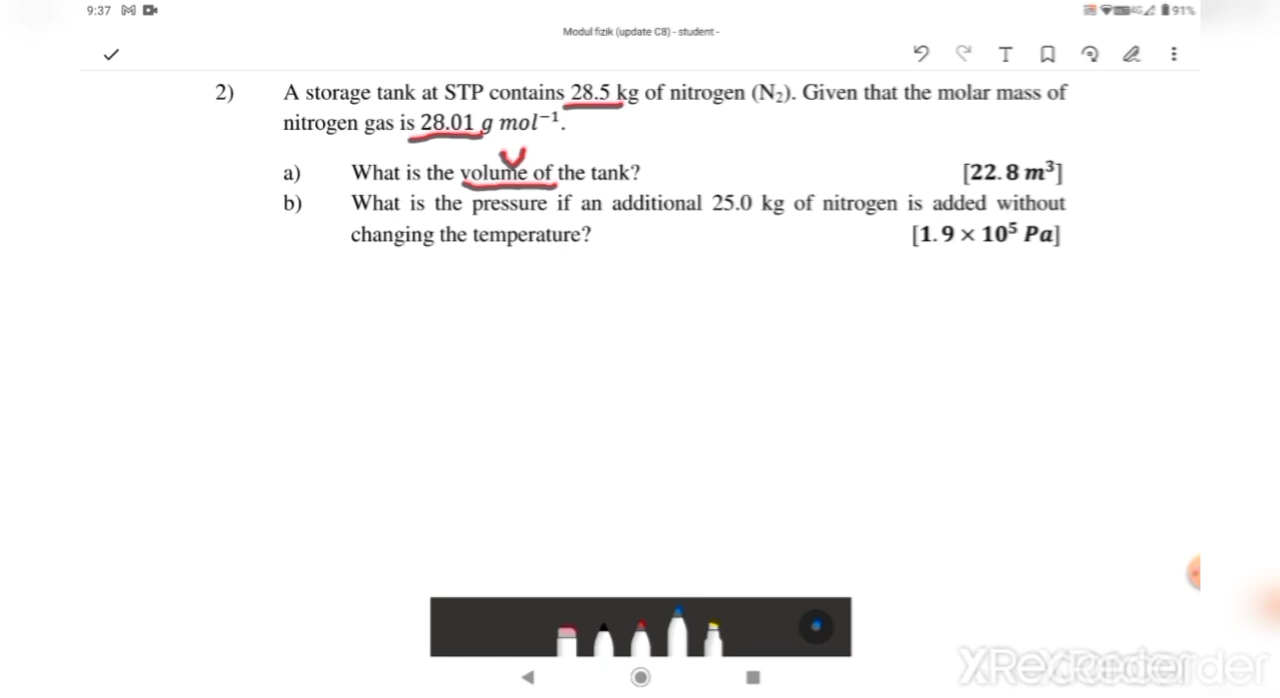 9:37
91%
Modul fizik (update C8) - student -
2) A storage tank at STP contains 28.5 kg of nitrogen (N₂). Given that the molar mass of
nitrogen gas is 28.01 g mol⁻¹.
V
a) What is the volume of the tank? [22.8 m³]
b) What is the pressure if an additional 25.0 kg of nitrogen is added without
changing the temperature? [1.9 × 10⁵ Pa]